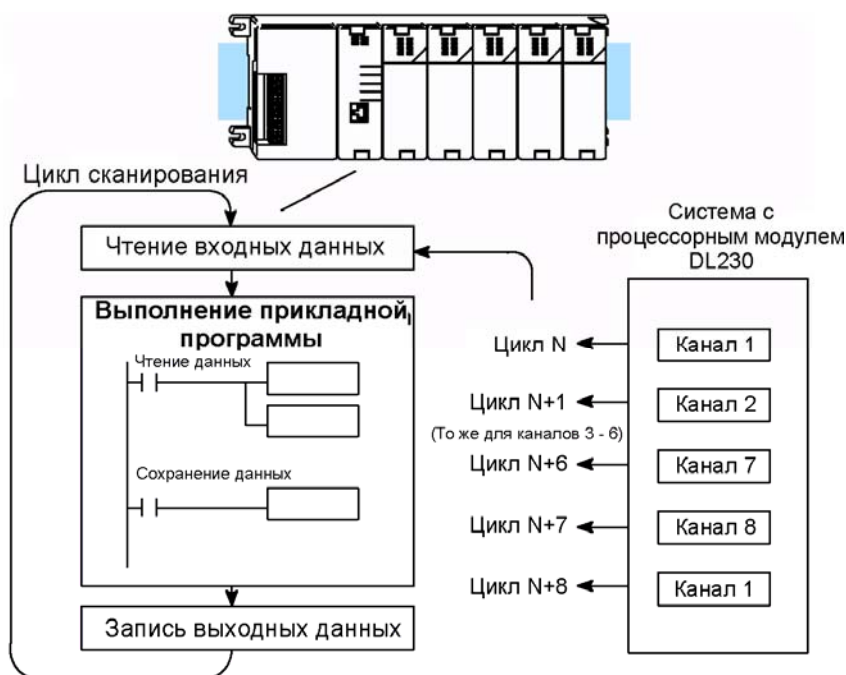 Цикл сканирования
Чтение входных данных
Выполнение прикладной
программы
Чтение данных
Сохранение данных
Запись выходных данных
Система с
процессорным модулем
DL230
Цикл N
Канал 1
Цикл N+1
Канал 2
(То же для каналов 3 - 6)
Цикл N+6
Канал 7
Цикл N+7
Канал 8
Цикл N+8
Канал 1